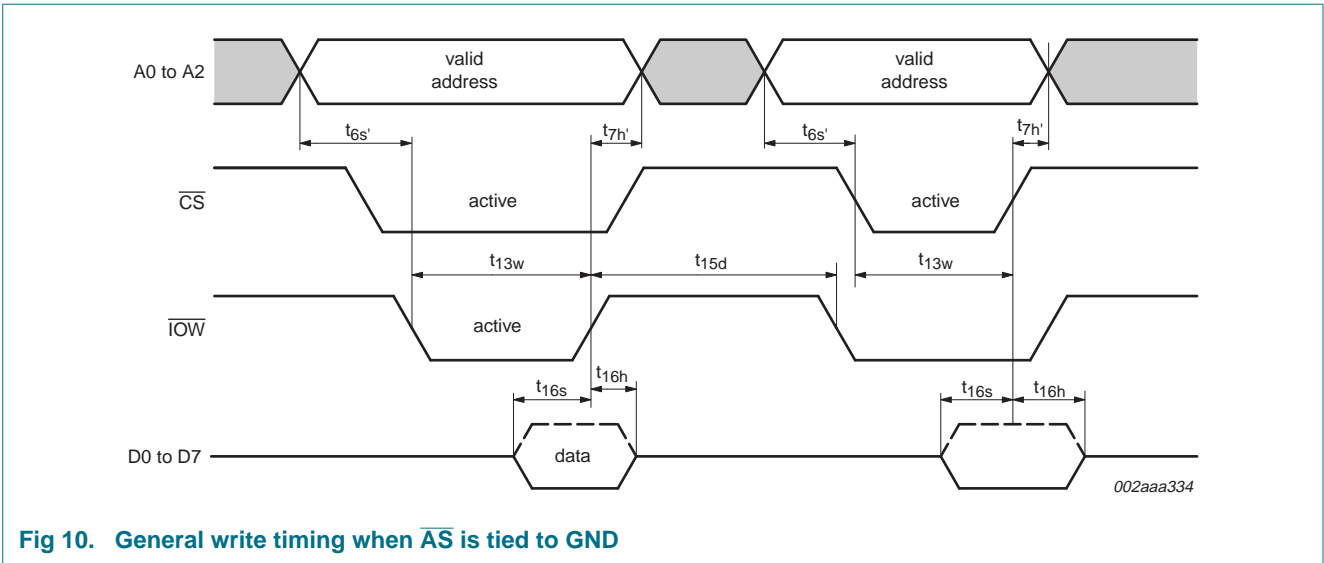 A0 to A2
valid
address
valid
address
t6s'
t7h'
t6s'
t7h'
CS
active
active
t13w
t15d
t13w
IOW
active
t16s
t16h
t16s
t16h
D0 to D7
data
002aaa334
Fig 10. General write timing when AS is tied to GND